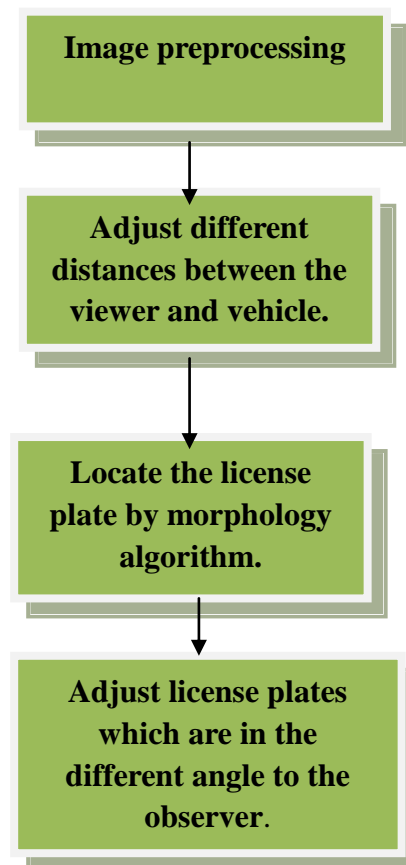 Image preprocessing
Adjust different
distances between the
viewer and vehicle.
Locate the license
plate by morphology
algorithm.
Adjust license plates
which are in the
different angle to the
observer.